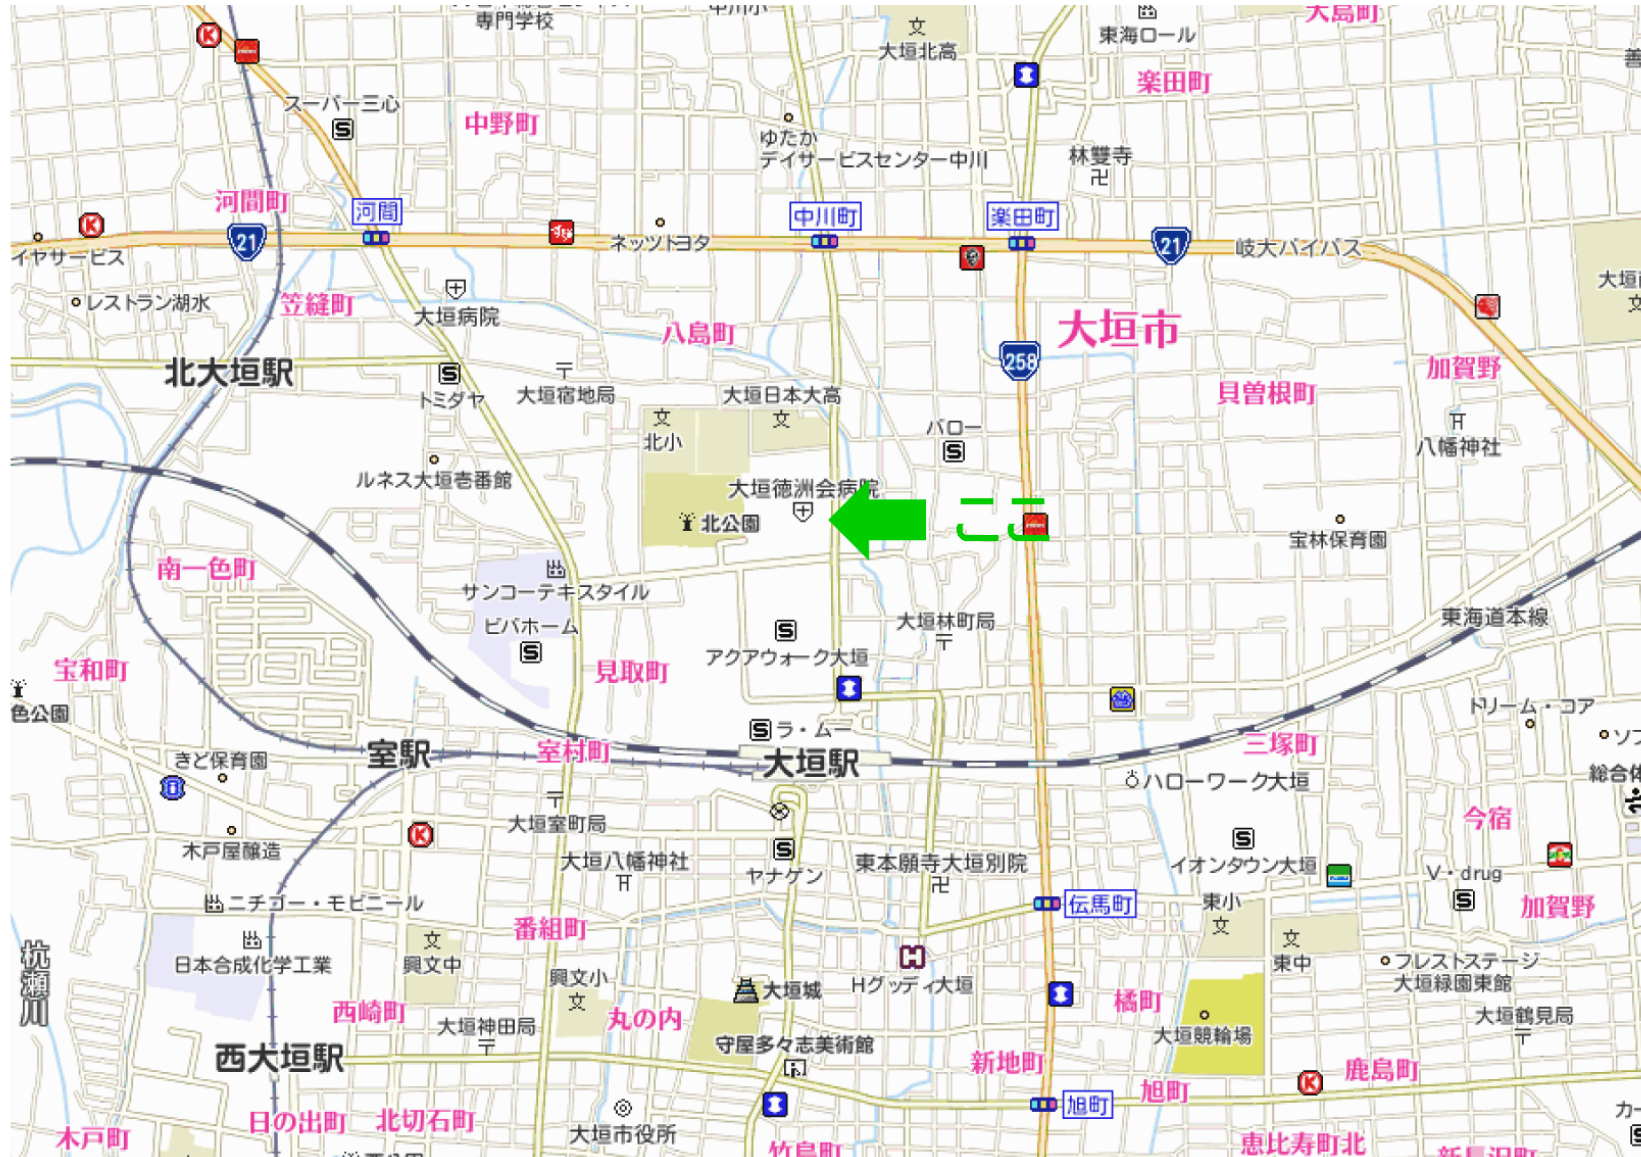 専門学校
大垣北高
東海ロール
大島町
楽田町
スーパー三心
中野町
ゆたか
デイサービスセンター中川
林雙寺
河間町
河間
中川町
楽田町
21
21
ネッツトヨタ
岐大バイパス
イヤサービス
レストラン湖水
笠縫町
大垣病院
八島町
大垣市
258
北大垣駅
トミダヤ
大垣宿地局
大垣日本大高
加賀野
貝曽根町
北小
バロー
八幡神社
ルネス大垣壱番館
大垣徳洲会病院
北公園
ここ
宝林保育園
南一色町
サンコーテキスタイル
ビバホーム
大垣林町局
東海道本線
宝和町
見取町
アクアウォーク大垣
色公園
ドリーム・コア
ラ・ムー
室駅
室村町
大垣駅
三塚町
きど保育園
ハローワーク大垣
総合体
今宿
大垣室町局
木戸屋醸造
大垣八幡神社
ヤナゲン
東本願寺大垣別院
イオンタウン大垣
V・drug
ニチゴー・モビニール
伝馬町
東小
加賀野
番組町
杭瀬川
日本合成化学工業
興文中
興文小
大垣城
Hグッディ大垣
東中
フレストステージ
大垣緑園東館
西崎町
大垣神田局
丸の内
橘町
大垣競輪場
大垣鶴見局
西大垣駅
守屋多々志美術館
新地町
旭町
旭町
鹿島町
日の出町
北切石町
木戸町
大垣市役所
竹島町
恵比寿町北
新長沢町